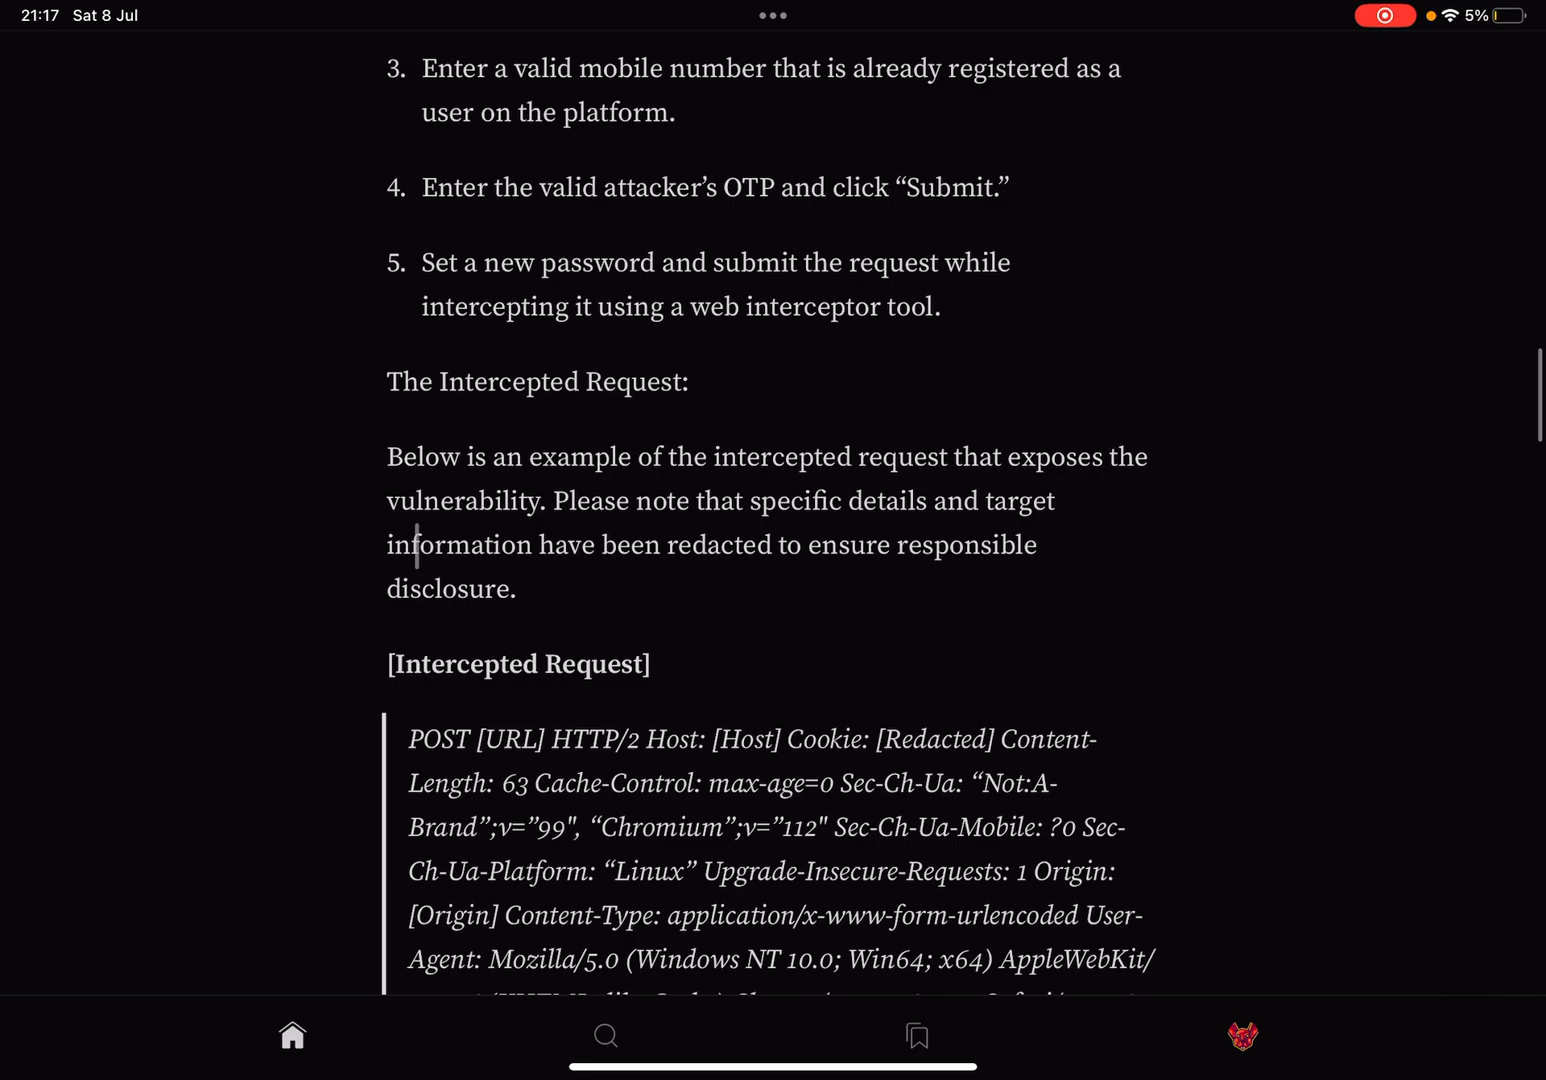 21:17 Sat 8 Jul
5%
3. Enter a valid mobile number that is already registered as a
user on the platform.
4. Enter the valid attacker’s OTP and click “Submit.”
5. Set a new password and submit the request while
intercepting it using a web interceptor tool.
The Intercepted Request:
Below is an example of the intercepted request that exposes the
vulnerability. Please note that specific details and target
information have been redacted to ensure responsible
disclosure.
[Intercepted Request]
POST [URL] HTTP/2 Host: [Host] Cookie: [Redacted] Content-
Length: 63 Cache-Control: max-age=0 Sec-Ch-Ua: “Not:A-
Brand”;v=”99", “Chromium”;v=”112" Sec-Ch-Ua-Mobile: ?0 Sec-
Ch-Ua-Platform: “Linux” Upgrade-Insecure-Requests: 1 Origin:
[Origin] Content-Type: application/x-www-form-urlencoded User-
Agent: Mozilla/5.0 (Windows NT 10.0; Win64; x64) AppleWebKit/